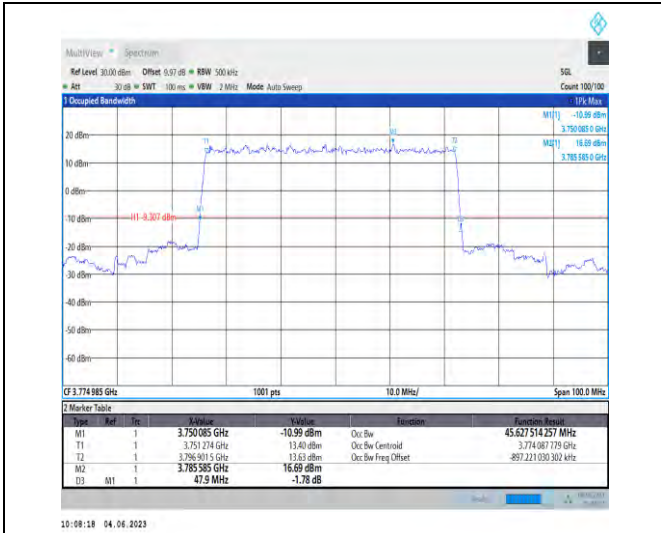 MultiView Spectrum
Ref Level 30.00 dBm Offset 9.97 dB RBW 500 kHz SGL
Att 30 dB SWT 100 ms VBW 2 MHz Mode Auto Sweep Count 100/100
1 Occupied Bandwidth 1Pk Max
M1[1] -10.99 dBm
3.750 085 0 GHz
20 dBm M2[1] 16.69 dBm
3.785 585 0 GHz
T1 M2 T2
10 dBm
0 dBm
M1
-10 dBm H1 -9.307 dBm
-20 dBm
-30 dBm
-40 dBm
-50 dBm
-60 dBm
CF 3.774 985 GHz 1001 pts 10.0 MHz/ Span 100.0 MHz
2 Marker Table
Type Ref Trc X-Value Y-Value Function Function Result
M1 1 3.750 085 GHz -10.99 dBm Occ Bw 45.627 514 257 MHz
T1 1 3.751 274 GHz 13.40 dBm Occ Bw Centroid 3.774 087 779 GHz
T2 1 3.796 901 5 GHz 13.63 dBm Occ Bw Freq Offset -897.221 030 302 kHz
M2 1 3.785 585 GHz 16.69 dBm
D3 M1 1 47.9 MHz -1.78 dB
10:08:18 04.06.2023